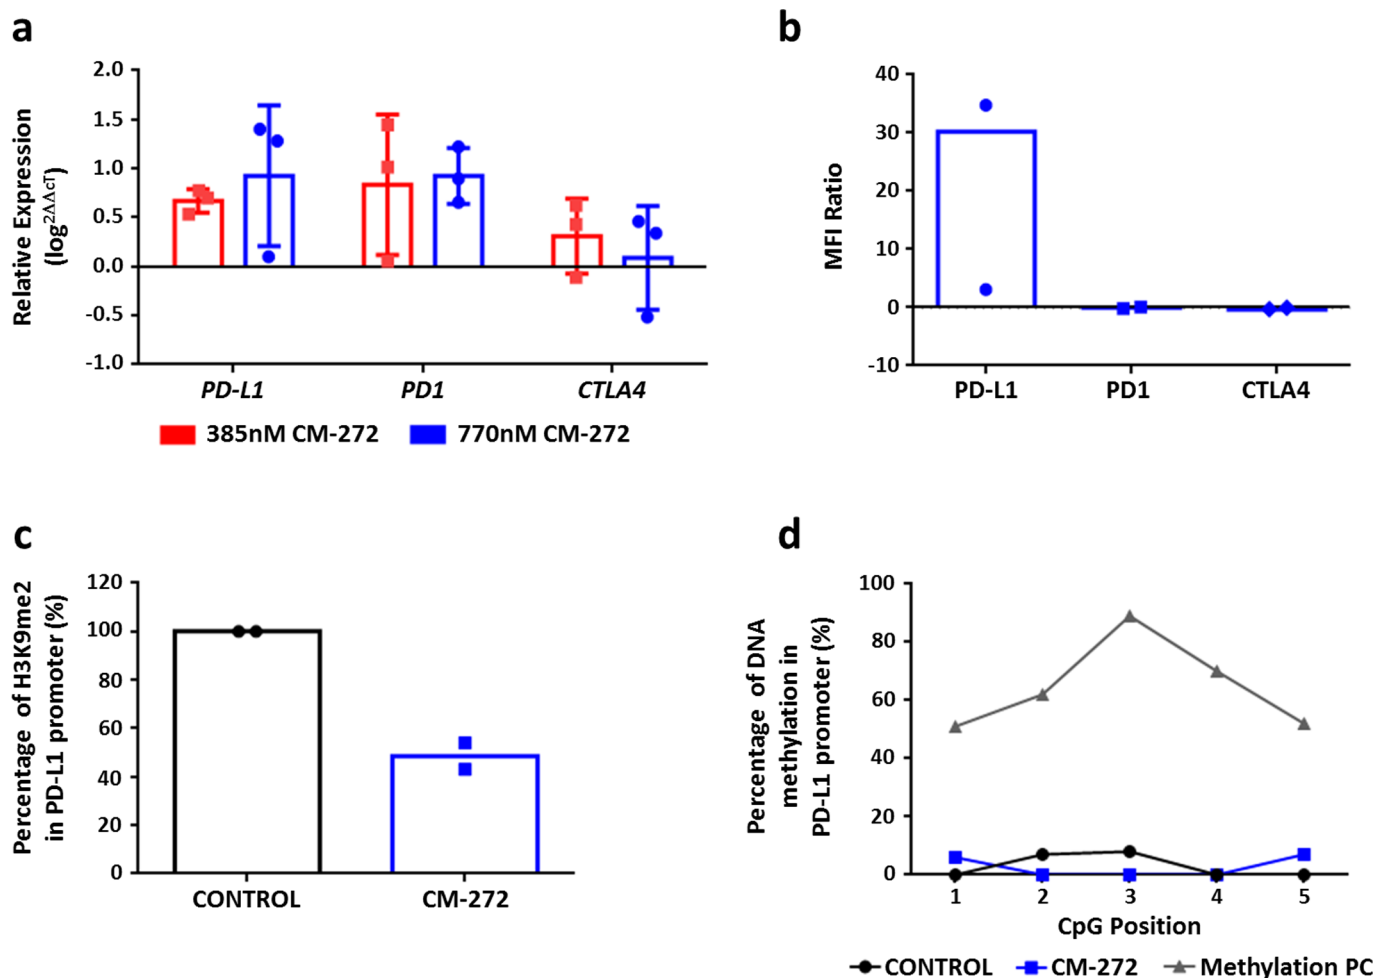 a
Relative Expression
(log2ΔΔcT)
2.0
1.5
1.0
0.5
0.0
-0.5
-1.0
PD-L1 PD1 CTLA4
385nM CM-272 770nM CM-272
b
MFI Ratio
40
30
20
10
0
-10
PD-L1 PD1 CTLA4
c
Percentage of H3K9me2
in PD-L1 promoter (%)
120
100
80
60
40
20
0
CONTROL CM-272
d
Percentage of DNA
methylation in
PD-L1 promoter (%)
100
80
60
40
20
0
1 2 3 4 5
CpG Position
CONTROL CM-272 Methylation PC